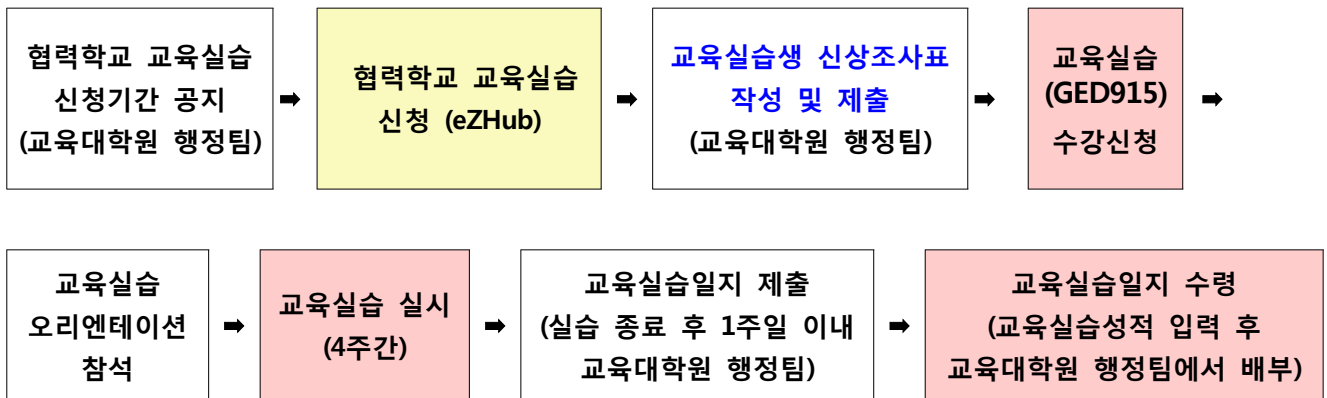 협력학교 교육실습
신청기간 공지
(교육대학원 행정팀)
➡
협력학교 교육실습
신청 (eZHub)
➡
교육실습생 신상조사표
작성 및 제출
(교육대학원 행정팀)
➡
교육실습
(GED915)
수강신청
➡
교육실습
오리엔테이션
참석
➡
교육실습 실시
(4주간)
➡
교육실습일지 제출
(실습 종료 후 1주일 이내
교육대학원 행정팀)
➡
교육실습일지 수령
(교육실습성적 입력 후
교육대학원 행정팀에서 배부)